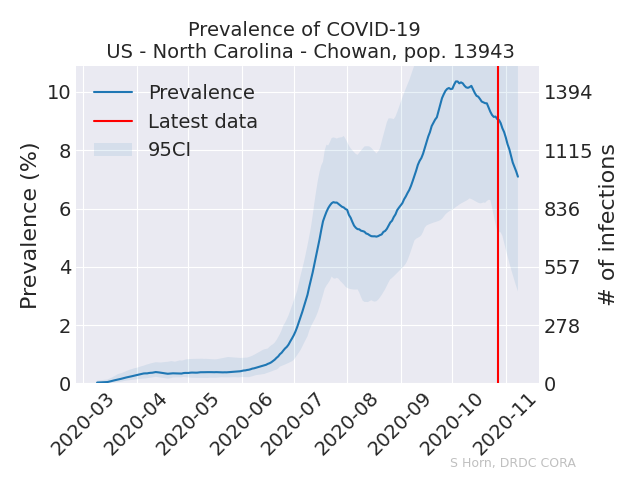 Prevalence of COVID-19
US - North Carolina - Chowan, pop. 13943
Prevalence
Latest data
95CI
Prevalence (%)
10
8
6
4
2
0
1394
1115
836
557
278
0
# of infections
2020-03
2020-04
2020-05
2020-06
2020-07
2020-08
2020-09
2020-10
2020-11
S Horn, DRDC CORA